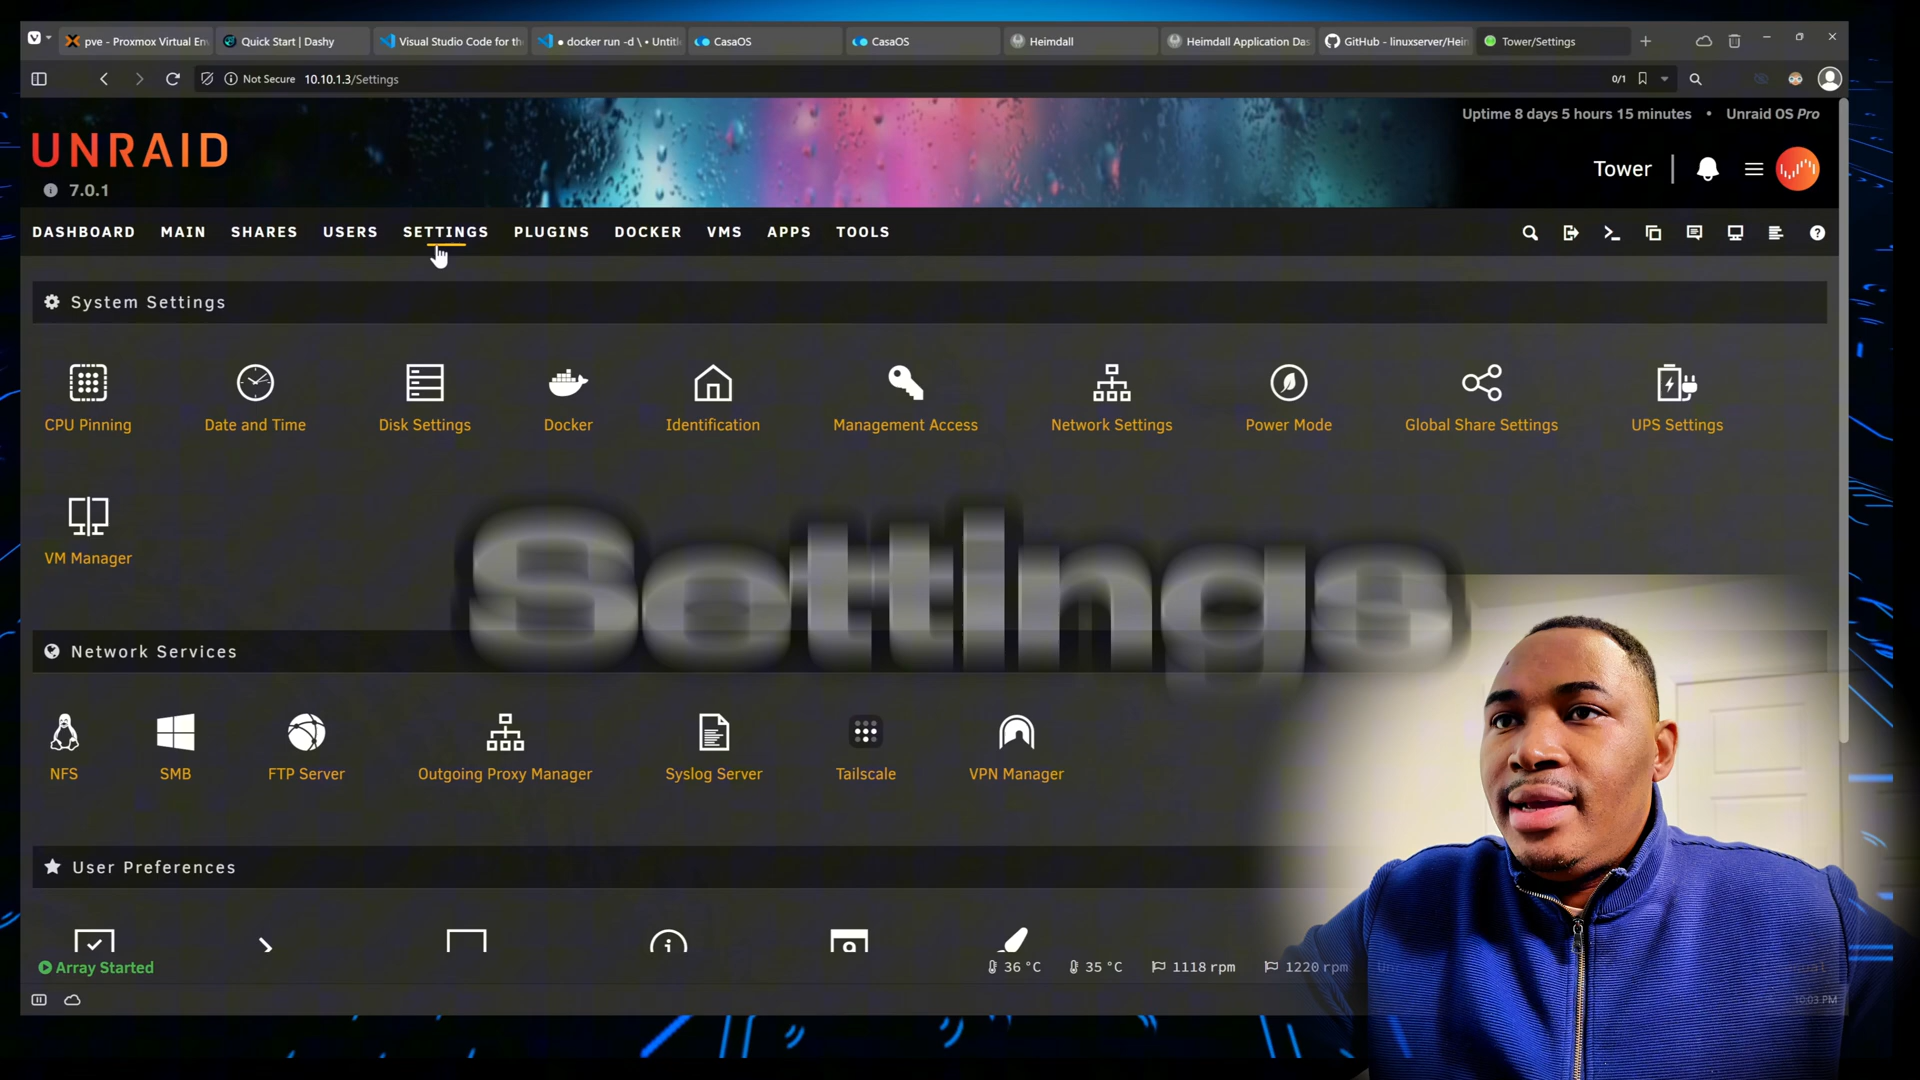 pve - Proxmox Virtual En
Quick Start | Dashy
Visual Studio Code for th
● docker run -d \ • Untitl
CasaOS
CasaOS
Heimdall
Heimdall Application Das
GitHub - linuxserver/Hein
Tower/Settings
Not Secure 10.10.1.3/Settings
0/1
Uptime 8 days 5 hours 15 minutes • Unraid OS Pro
UNRAID
7.0.1
Tower
DASHBOARD MAIN SHARES USERS SETTINGS PLUGINS DOCKER VMS APPS TOOLS
System Settings
CPU Pinning
Date and Time
Disk Settings
Docker
Identification
Management Access
Network Settings
Power Mode
Global Share Settings
UPS Settings
VM Manager
Settings
Network Services
NFS
SMB
FTP Server
Outgoing Proxy Manager
Syslog Server
Tailscale
VPN Manager
User Preferences
Array Started
36 °C 35 °C 1118 rpm 1220 rpm
10:03 PM